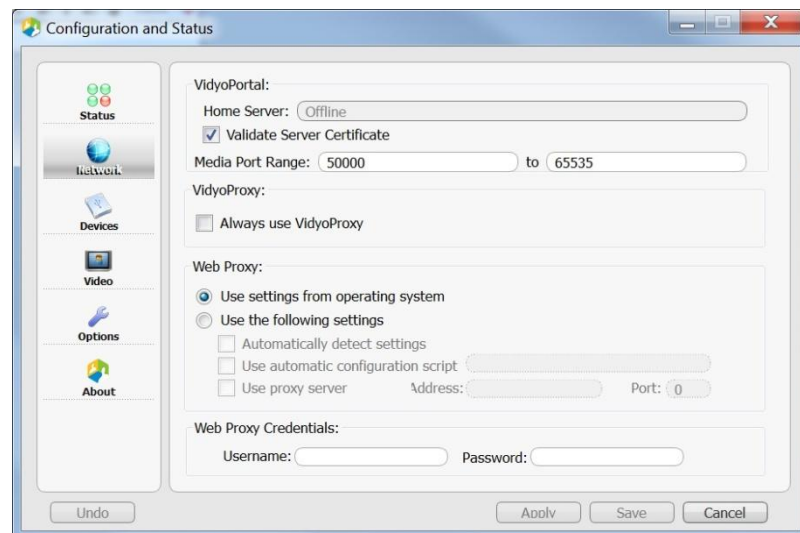 Configuration and Status
Status
Network
Devices
Video
Options
About
VidyoPortal:
Home Server: Offline
Validate Server Certificate
Media Port Range: 50000 to 65535
VidyoProxy:
Always use VidyoProxy
Web Proxy:
Use settings from operating system
Use the following settings
Automatically detect settings
Use automatic configuration script
Use proxy server Address: Port: 0
Web Proxy Credentials:
Username: Password:
Undo Apply Save Cancel